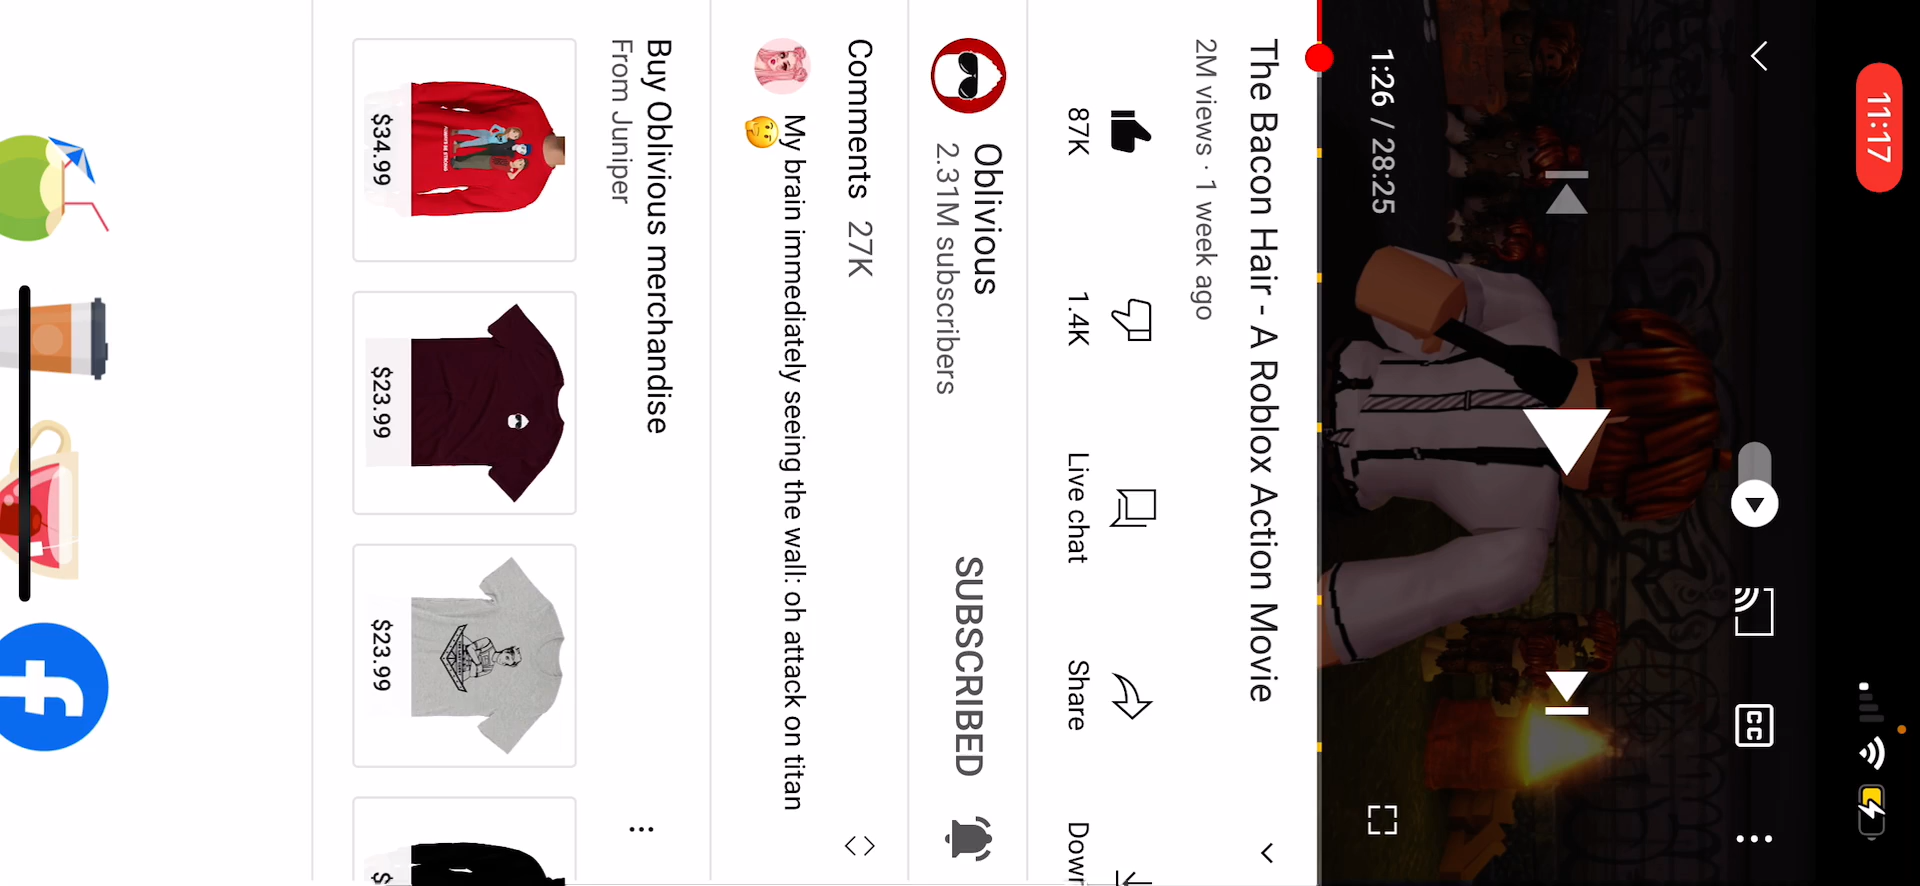 11:17
CC
1:26 / 28:25
The Bacon Hair - A Roblox Action Movie
2M views · 1 week ago
87K
1.4K
Live chat
Share
Down
Oblivious
2.31M subscribers
SUBSCRIBED
Comments 27K
My brain immediately seeing the wall: oh attack on titan
🤔
Buy Oblivious merchandise
From Juniper
$34.99
$23.99
$23.99
$